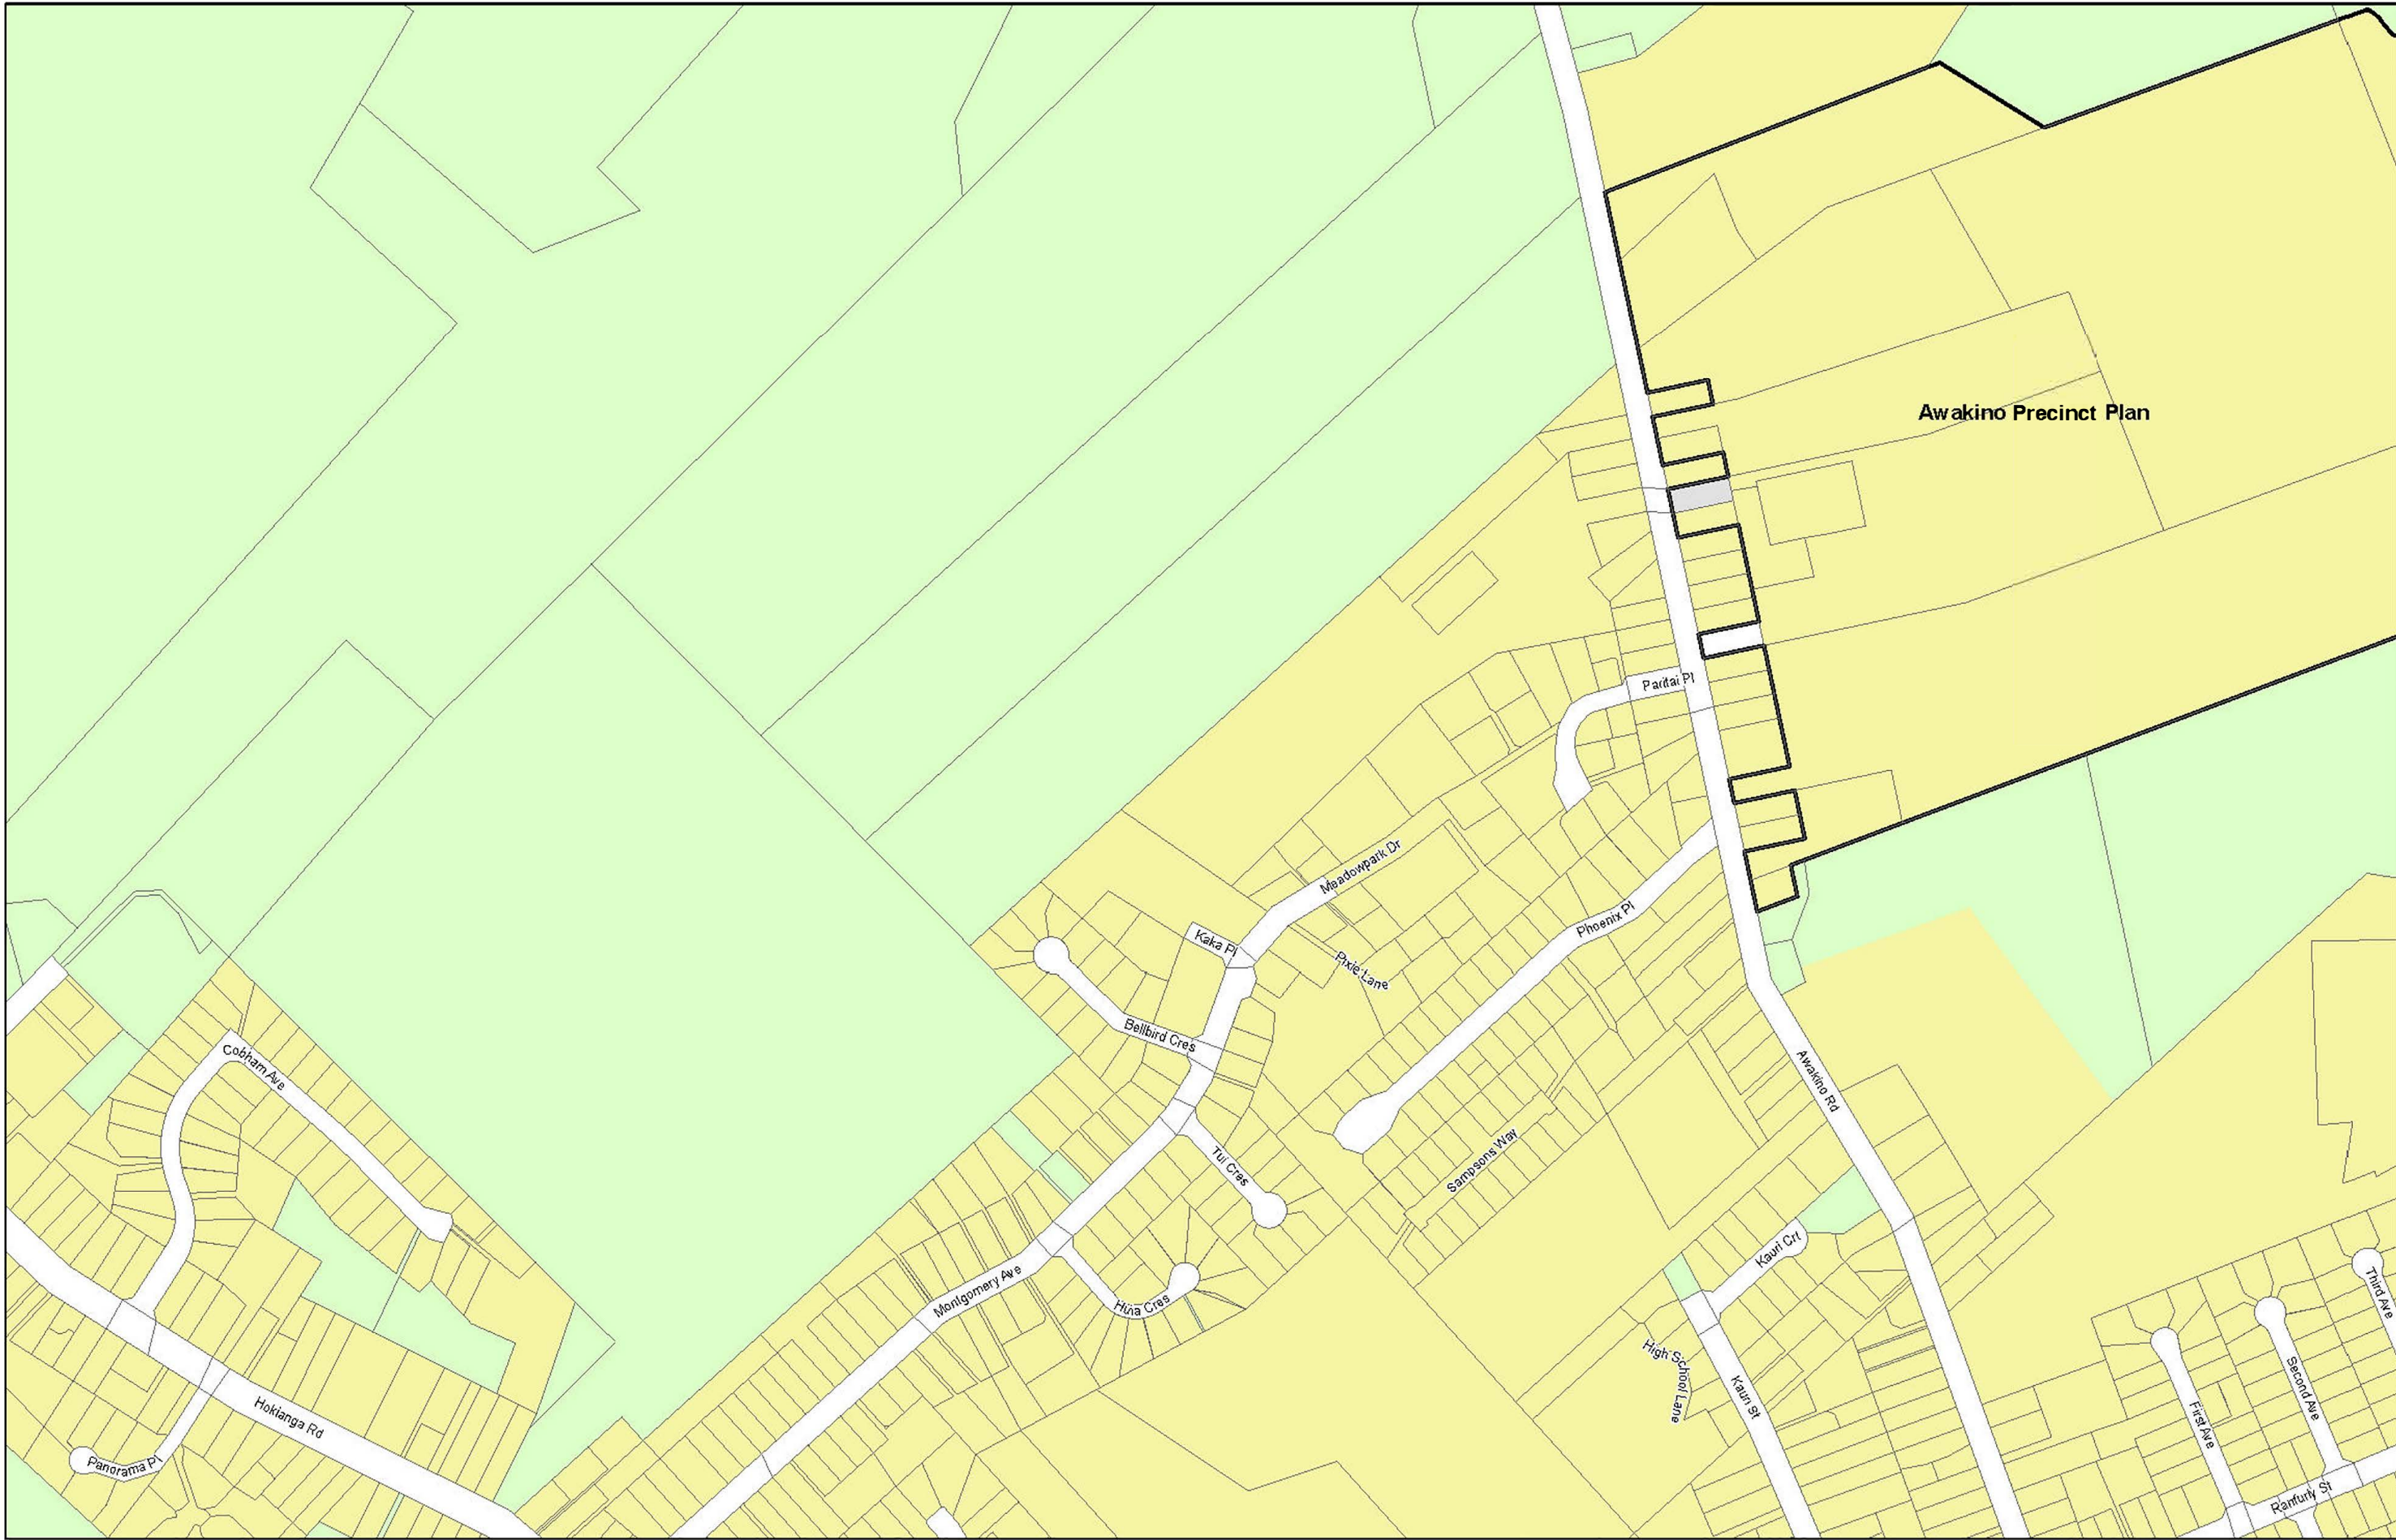 Awakino Precinct Plan
Paritai Pl
Meadowpark Dr
Phoenix Pl
Kaka Pl
Pixie Lane
Bellbird Cres
Cobham Ave
Awakino Rd
Tui Cres
Sampsons Way
Kauri Crt
Montgomery Ave
Huia Cres
Third Ave
High School Lane
Kauri St
Second Ave
First Ave
Hokianga Rd
Panorama Pl
Ranfurly St